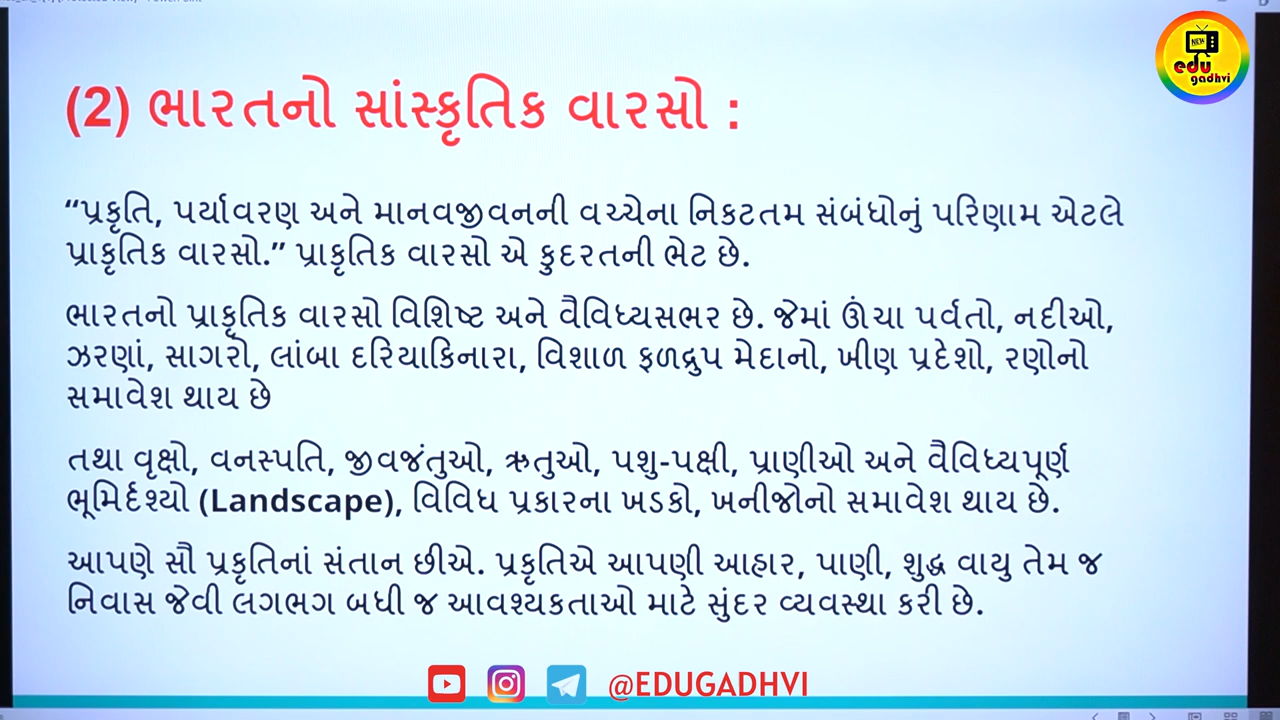 NEW
edu
gadhvi
(2) ભારતનો સાંસ્કૃતિક વારસો :
“પ્રકૃતિ, પર્યાવરણ અને માનવજીવનની વચ્ચેના નિકટતમ સંબંધોનું પરિણામ એટલે
પ્રાકૃતિક વારસો.” પ્રાકૃતિક વારસો એ કુદરતની ભેટ છે.
ભારતનો પ્રાકૃતિક વારસો વિશિષ્ટ અને વૈવિધ્યસભર છે. જેમાં ઊંચા પર્વતો, નદીઓ,
ઝરણાં, સાગરો, લાંબા દરિયાકિનારા, વિશાળ ફળદ્રુપ મેદાનો, ખીણ પ્રદેશો, રણોનો
સમાવેશ થાય છે
તથા વૃક્ષો, વનસ્પતિ, જીવજંતુઓ, ઋતુઓ, પશુ-પક્ષી, પ્રાણીઓ અને વૈવિધ્યપૂર્ણ
ભૂમિર્દશ્યો (Landscape), વિવિધ પ્રકારના ખડકો, ખનીજોનો સમાવેશ થાય છે.
આપણે સૌ પ્રકૃતિનાં સંતાન છીએ. પ્રકૃતિએ આપણી આહાર, પાણી, શુદ્ધ વાયુ તેમ જ
નિવાસ જેવી લગભગ બધી જ આવશ્યકતાઓ માટે સુંદર વ્યવસ્થા કરી છે.
@EDUGADHVI